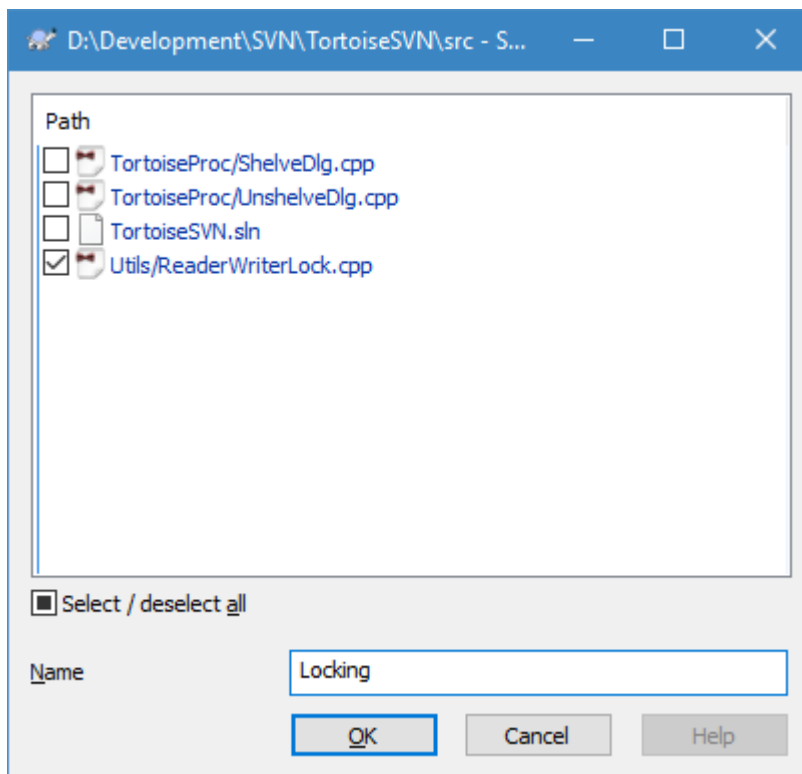 D:\Development\SVN\TortoiseSVN\src - S...
Path
TortoiseProc/ShelveDlg.cpp
TortoiseProc/UnshelveDlg.cpp
TortoiseSVN.sln
Utils/ReaderWriterLock.cpp
Select / deselect all
Name Locking
OK Cancel Help